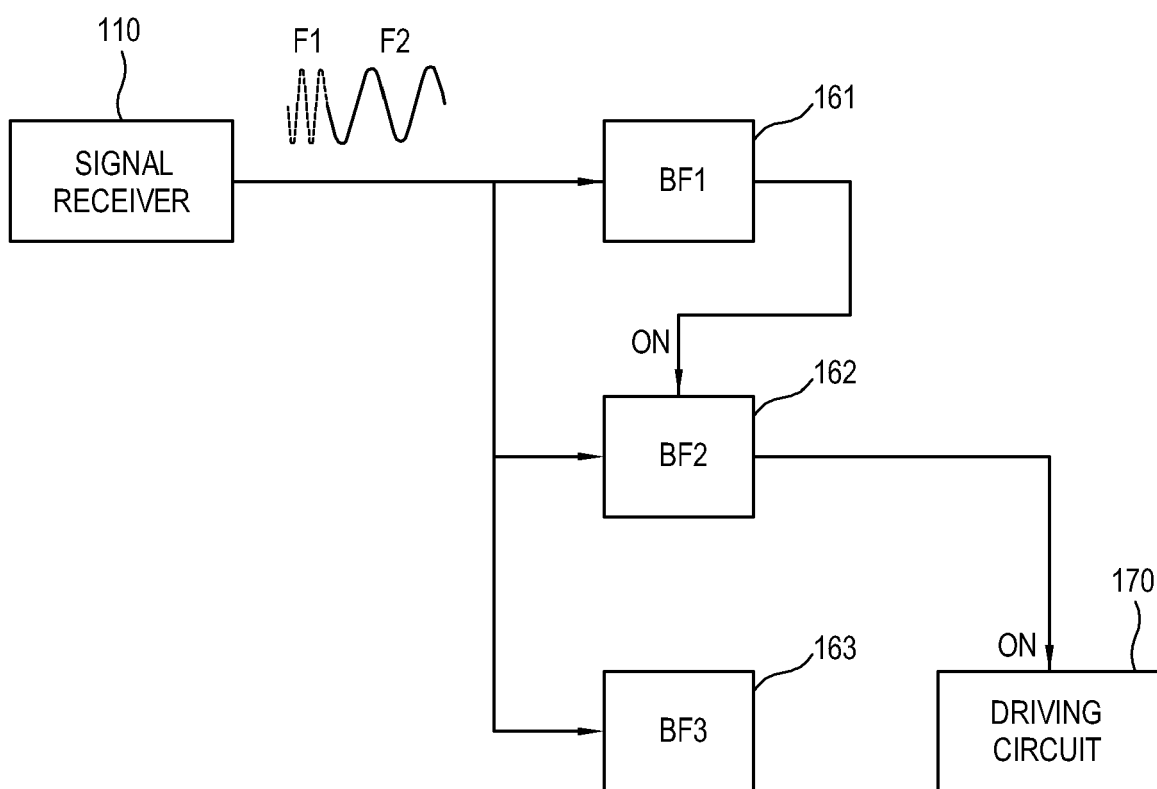 110
F1
F2
SIGNAL
RECEIVER
161
BF1
ON
162
BF2
163
BF3
170
ON
DRIVING
CIRCUIT